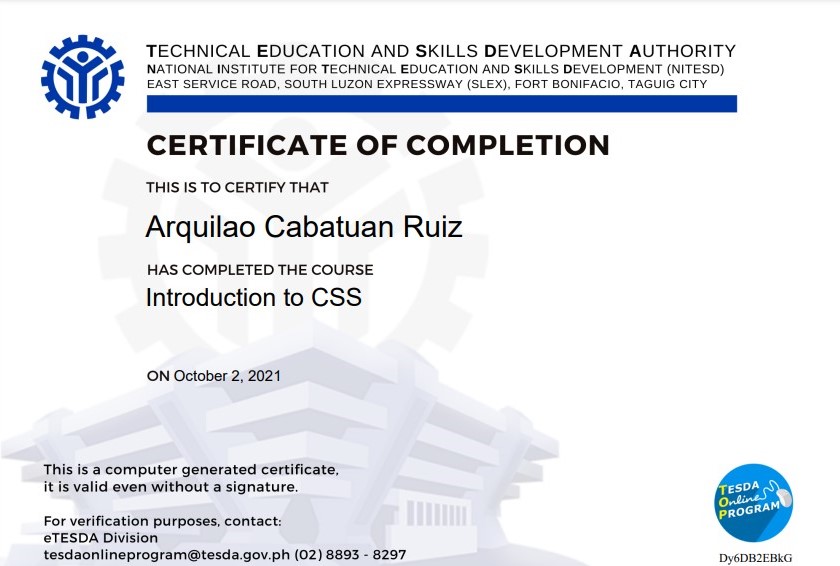 TECHNICAL EDUCATION AND SKILLS DEVELOPMENT AUTHORITY
NATIONAL INSTITUTE FOR TECHNICAL EDUCATION AND SKILLS DEVELOPMENT (NITESD)
EAST SERVICE ROAD, SOUTH LUZON EXPRESSWAY (SLEX), FORT BONIFACIO, TAGUIG CITY
CERTIFICATE OF COMPLETION
THIS IS TO CERTIFY THAT
Arquilao Cabatuan Ruiz
HAS COMPLETED THE COURSE
Introduction to CSS
ON October 2, 2021
This is a computer generated certificate,
it is valid even without a signature.
For verification purposes, contact:
eTESDA Division
tesdaonlineprogram@tesda.gov.ph (02) 8893 - 8297
TESDA
Online
PROGRAM
Dy6DB2EBkG